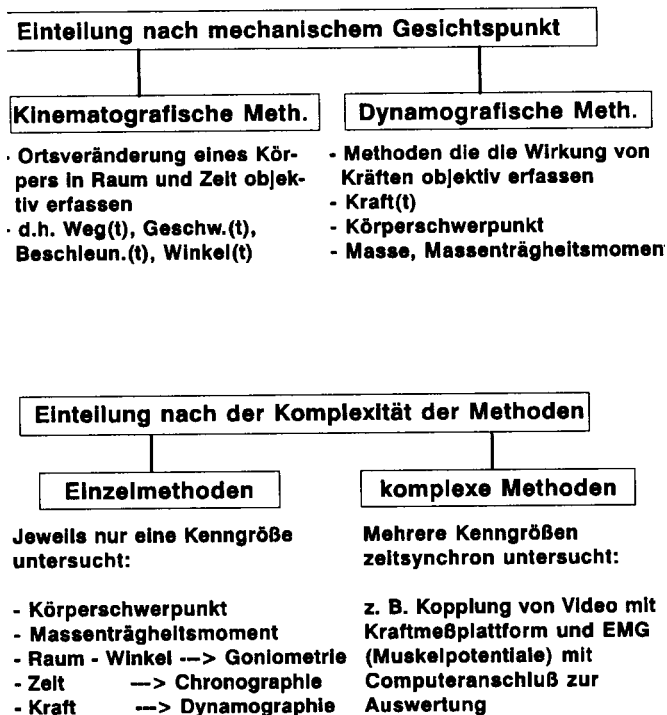 Einteilung nach mechanischem Gesichtspunkt
Kinematografische Meth.
- Ortsveränderung eines Kör-
pers in Raum und Zeit objek-
tiv erfassen
- d.h. Weg(t), Geschw.(t),
Beschleun.(t), Winkel(t)
Dynamografische Meth.
- Methoden die die Wirkung von
Kräften objektiv erfassen
- Kraft(t)
- Körperschwerpunkt
- Masse, Massenträgheitsmoment
Einteilung nach der Komplexität der Methoden
Einzelmethoden
Jeweils nur eine Kenngröße
untersucht:
- Körperschwerpunkt
- Massenträgheitsmoment
- Raum - Winkel ---> Goniometrie
- Zeit ---> Chronographie
- Kraft ---> Dynamographie
komplexe Methoden
Mehrere Kenngrößen
zeitsynchron untersucht:
z. B. Kopplung von Video mit
Kraftmeßplattform und EMG
(Muskelpotentiale) mit
Computeranschluß zur
Auswertung